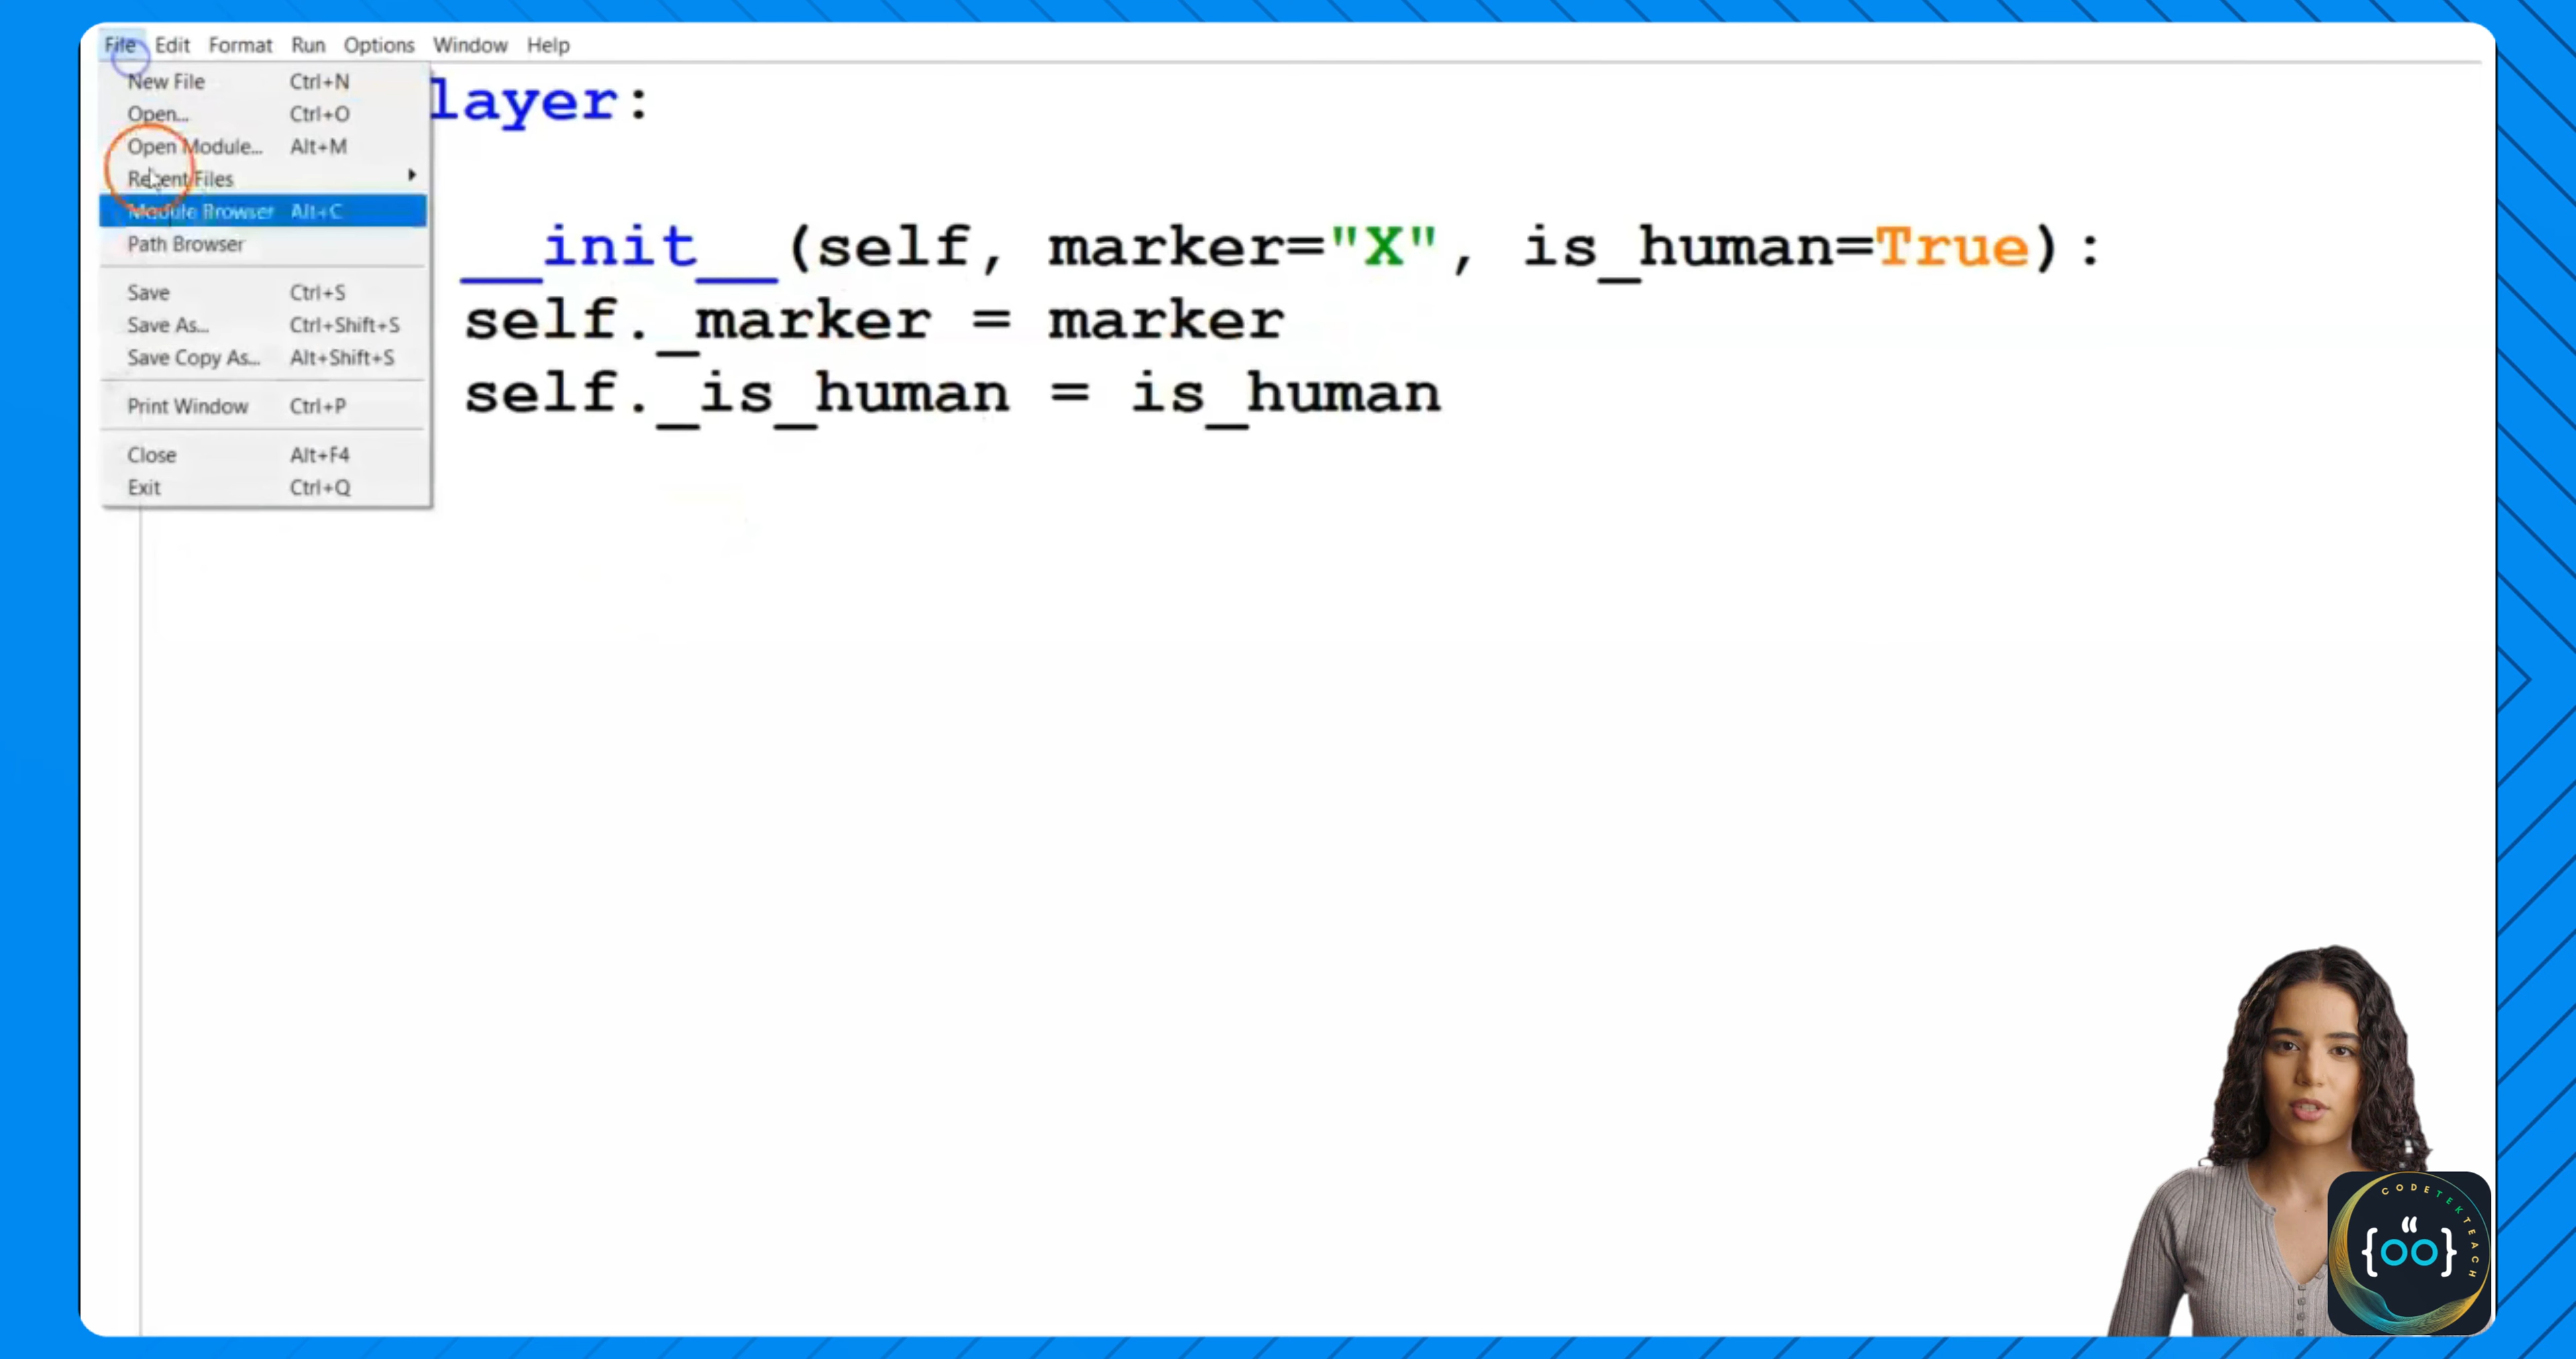 File Edit Format Run Options Window Help
New File Ctrl+N
Open... Ctrl+O
Open Module... Alt+M
Recent Files
Module Browser Alt+C
Path Browser
Save Ctrl+S
Save As... Ctrl+Shift+S
Save Copy As... Alt+Shift+S
Print Window Ctrl+P
Close Alt+F4
Exit Ctrl+Q
layer:
__init__(self, marker="X", is_human=True):
self._marker = marker
self._is_human = is_human
CODETEKTEACH
{oo}